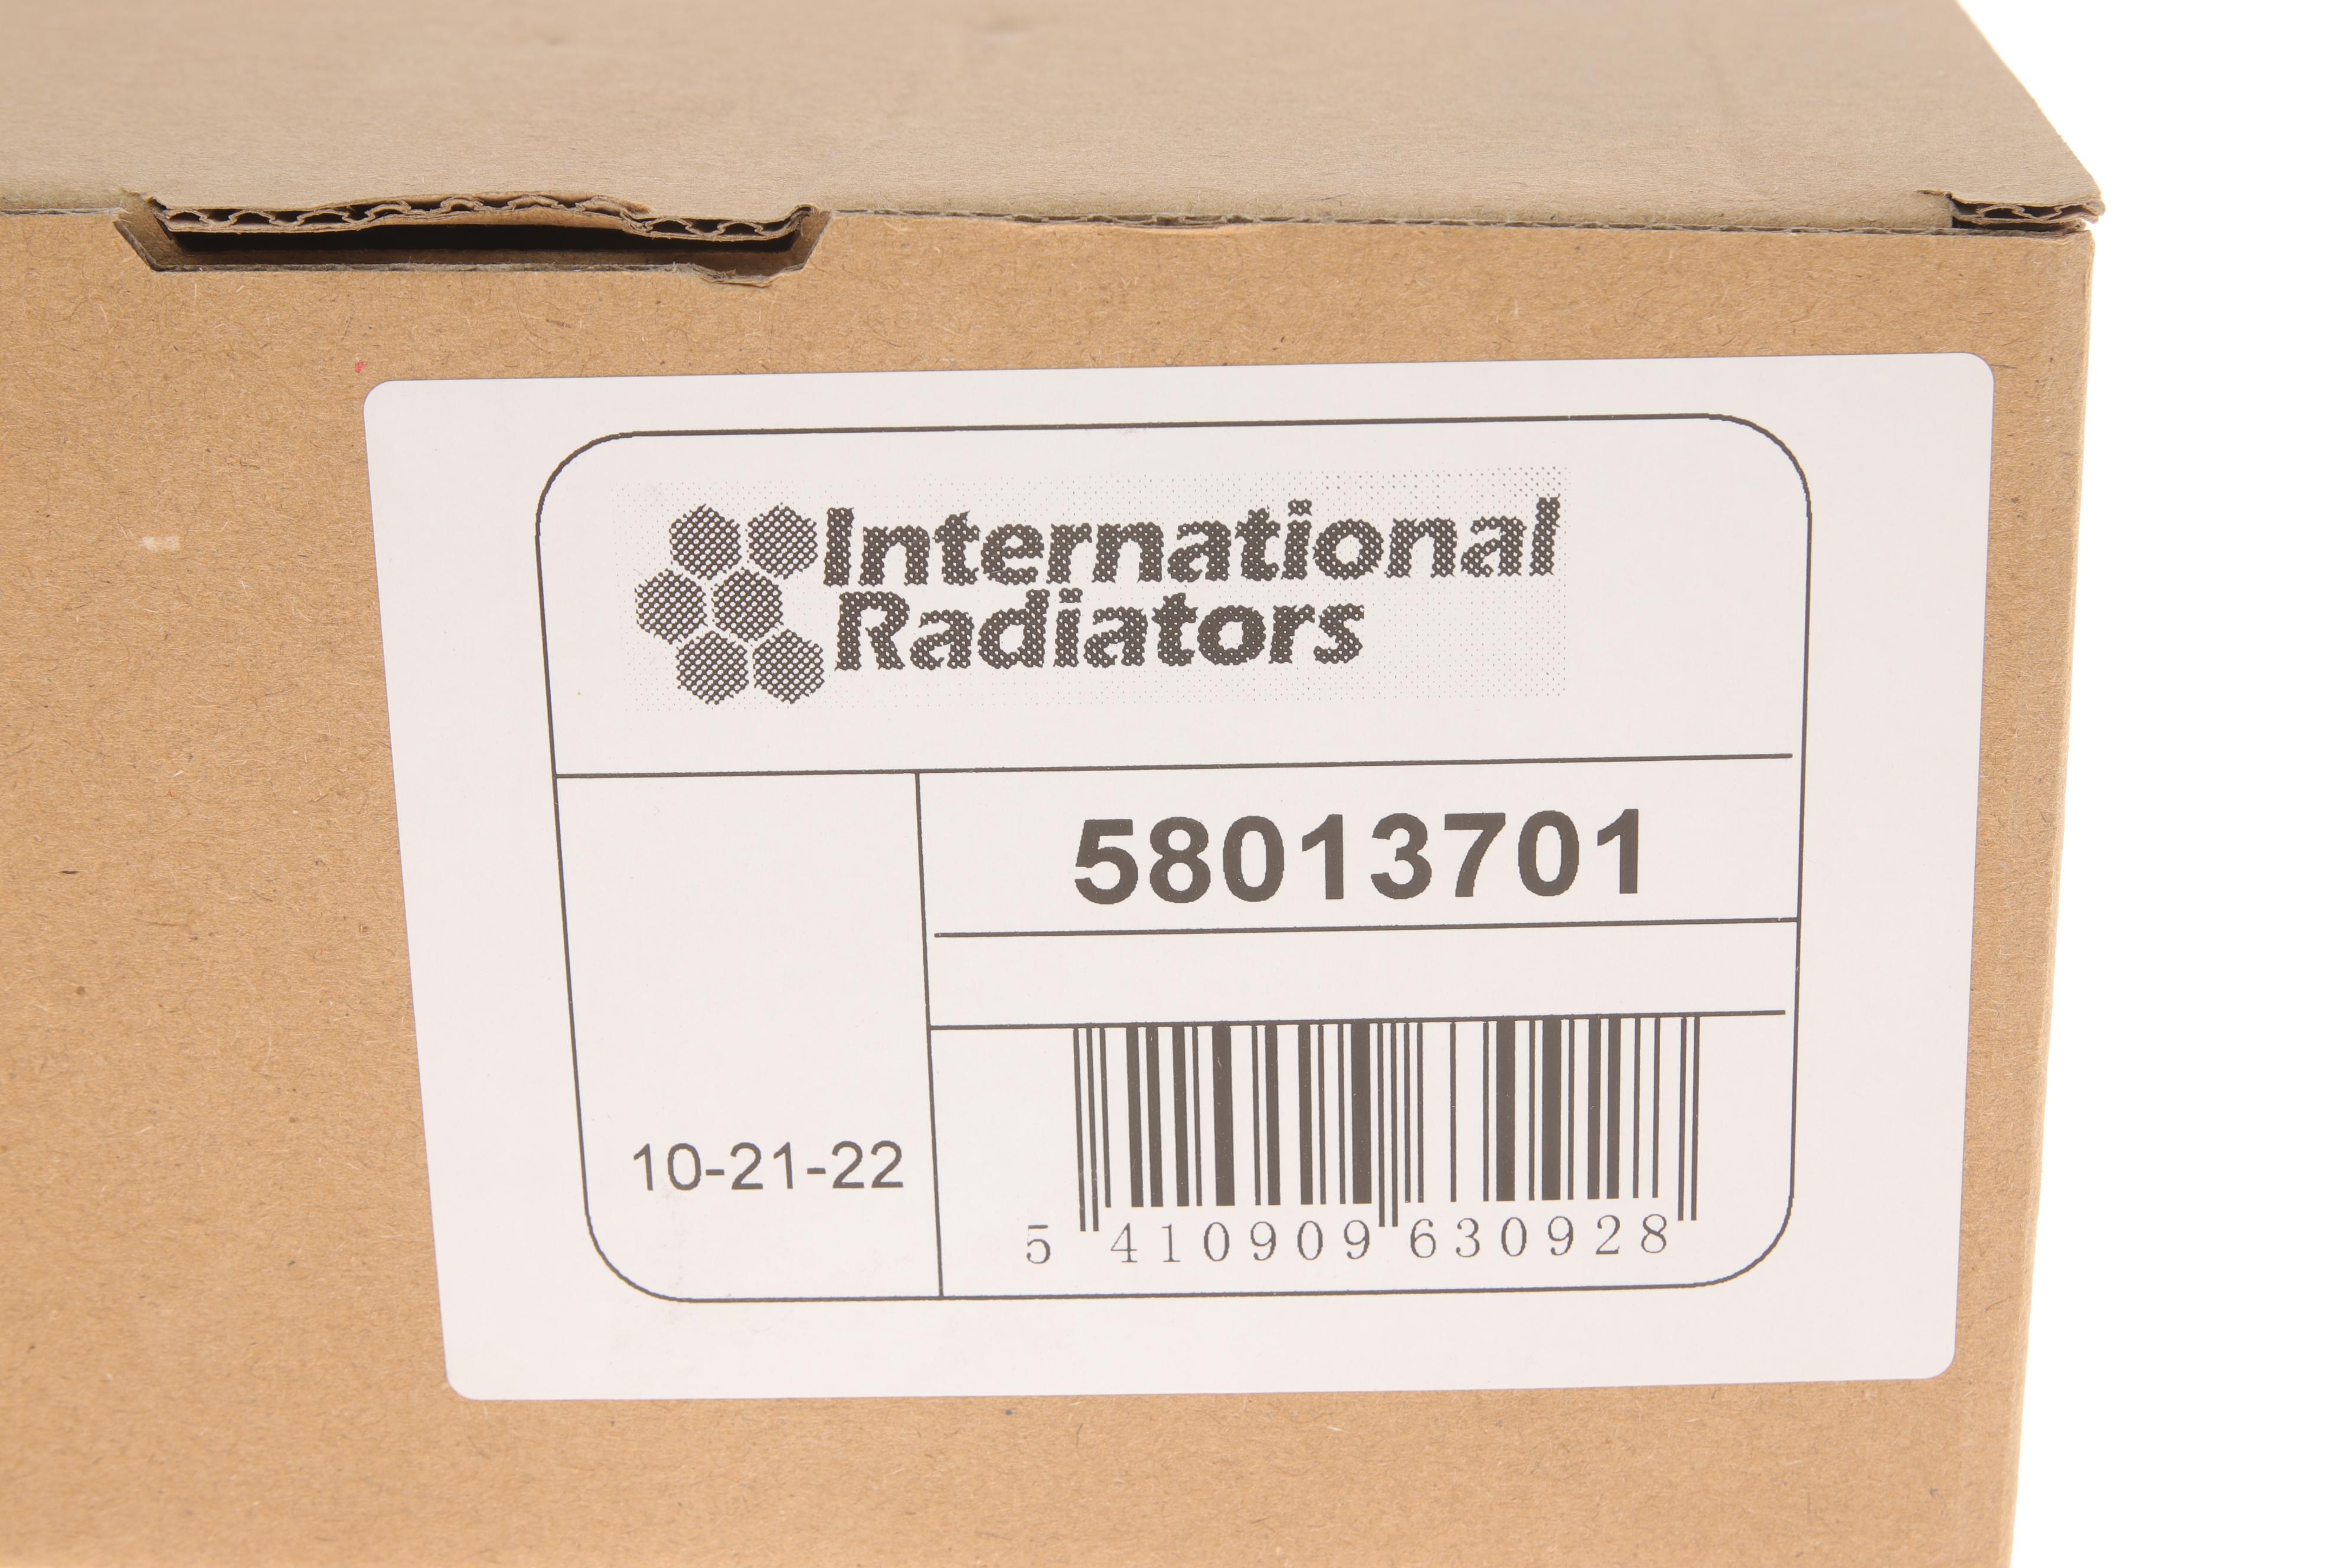 International
Radiators
58013701
10-21-22
5 410909 630928